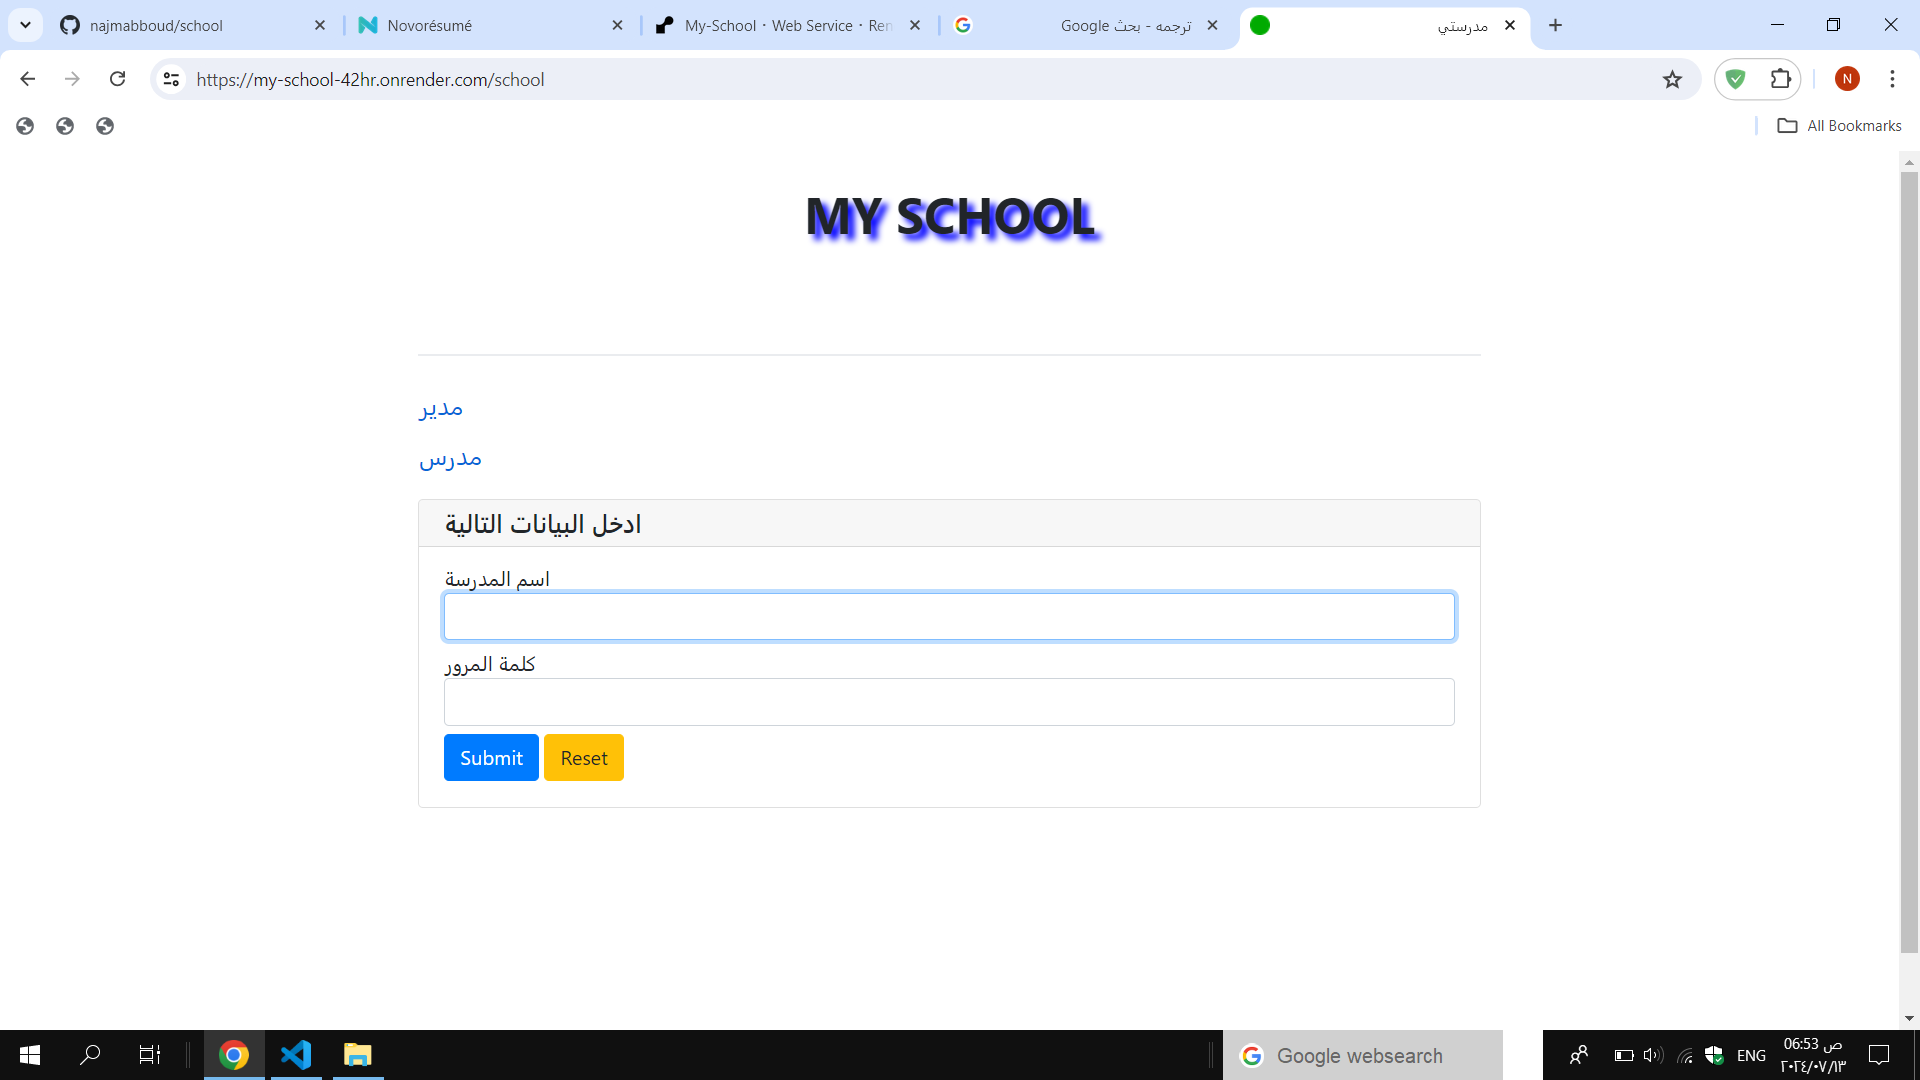 najmabboud/school
Novorésumé
My-School · Web Service · Ren
ترجمه - بحث Google
مدرستي
https://my-school-42hr.onrender.com/school
N
All Bookmarks
MY SCHOOL
مدير
مدرس
ادخل البيانات التالية
اسم المدرسة
كلمة المرور
Submit
Reset
Google websearch
ENG
06:53 ص
٢٠٢٤/٠٧/١٣